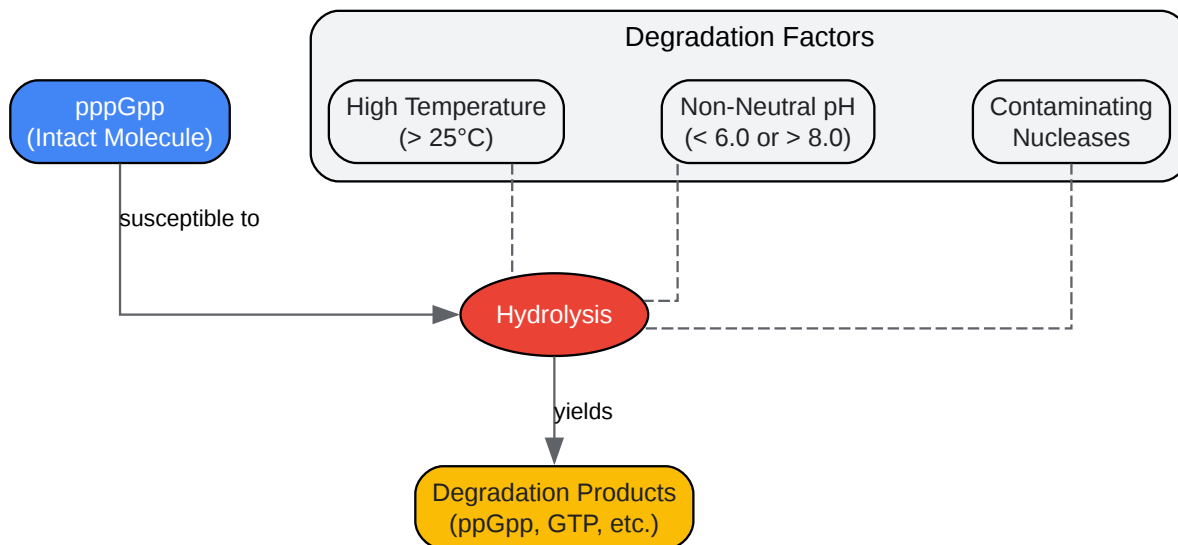 Degradation Factors
pppGpp
(Intact Molecule)
High Temperature
(> 25°C)
Non-Neutral pH
(< 6.0 or > 8.0)
Contaminating
Nucleases
susceptible to
Hydrolysis
yields
Degradation Products
(ppGpp, GTP, etc.)